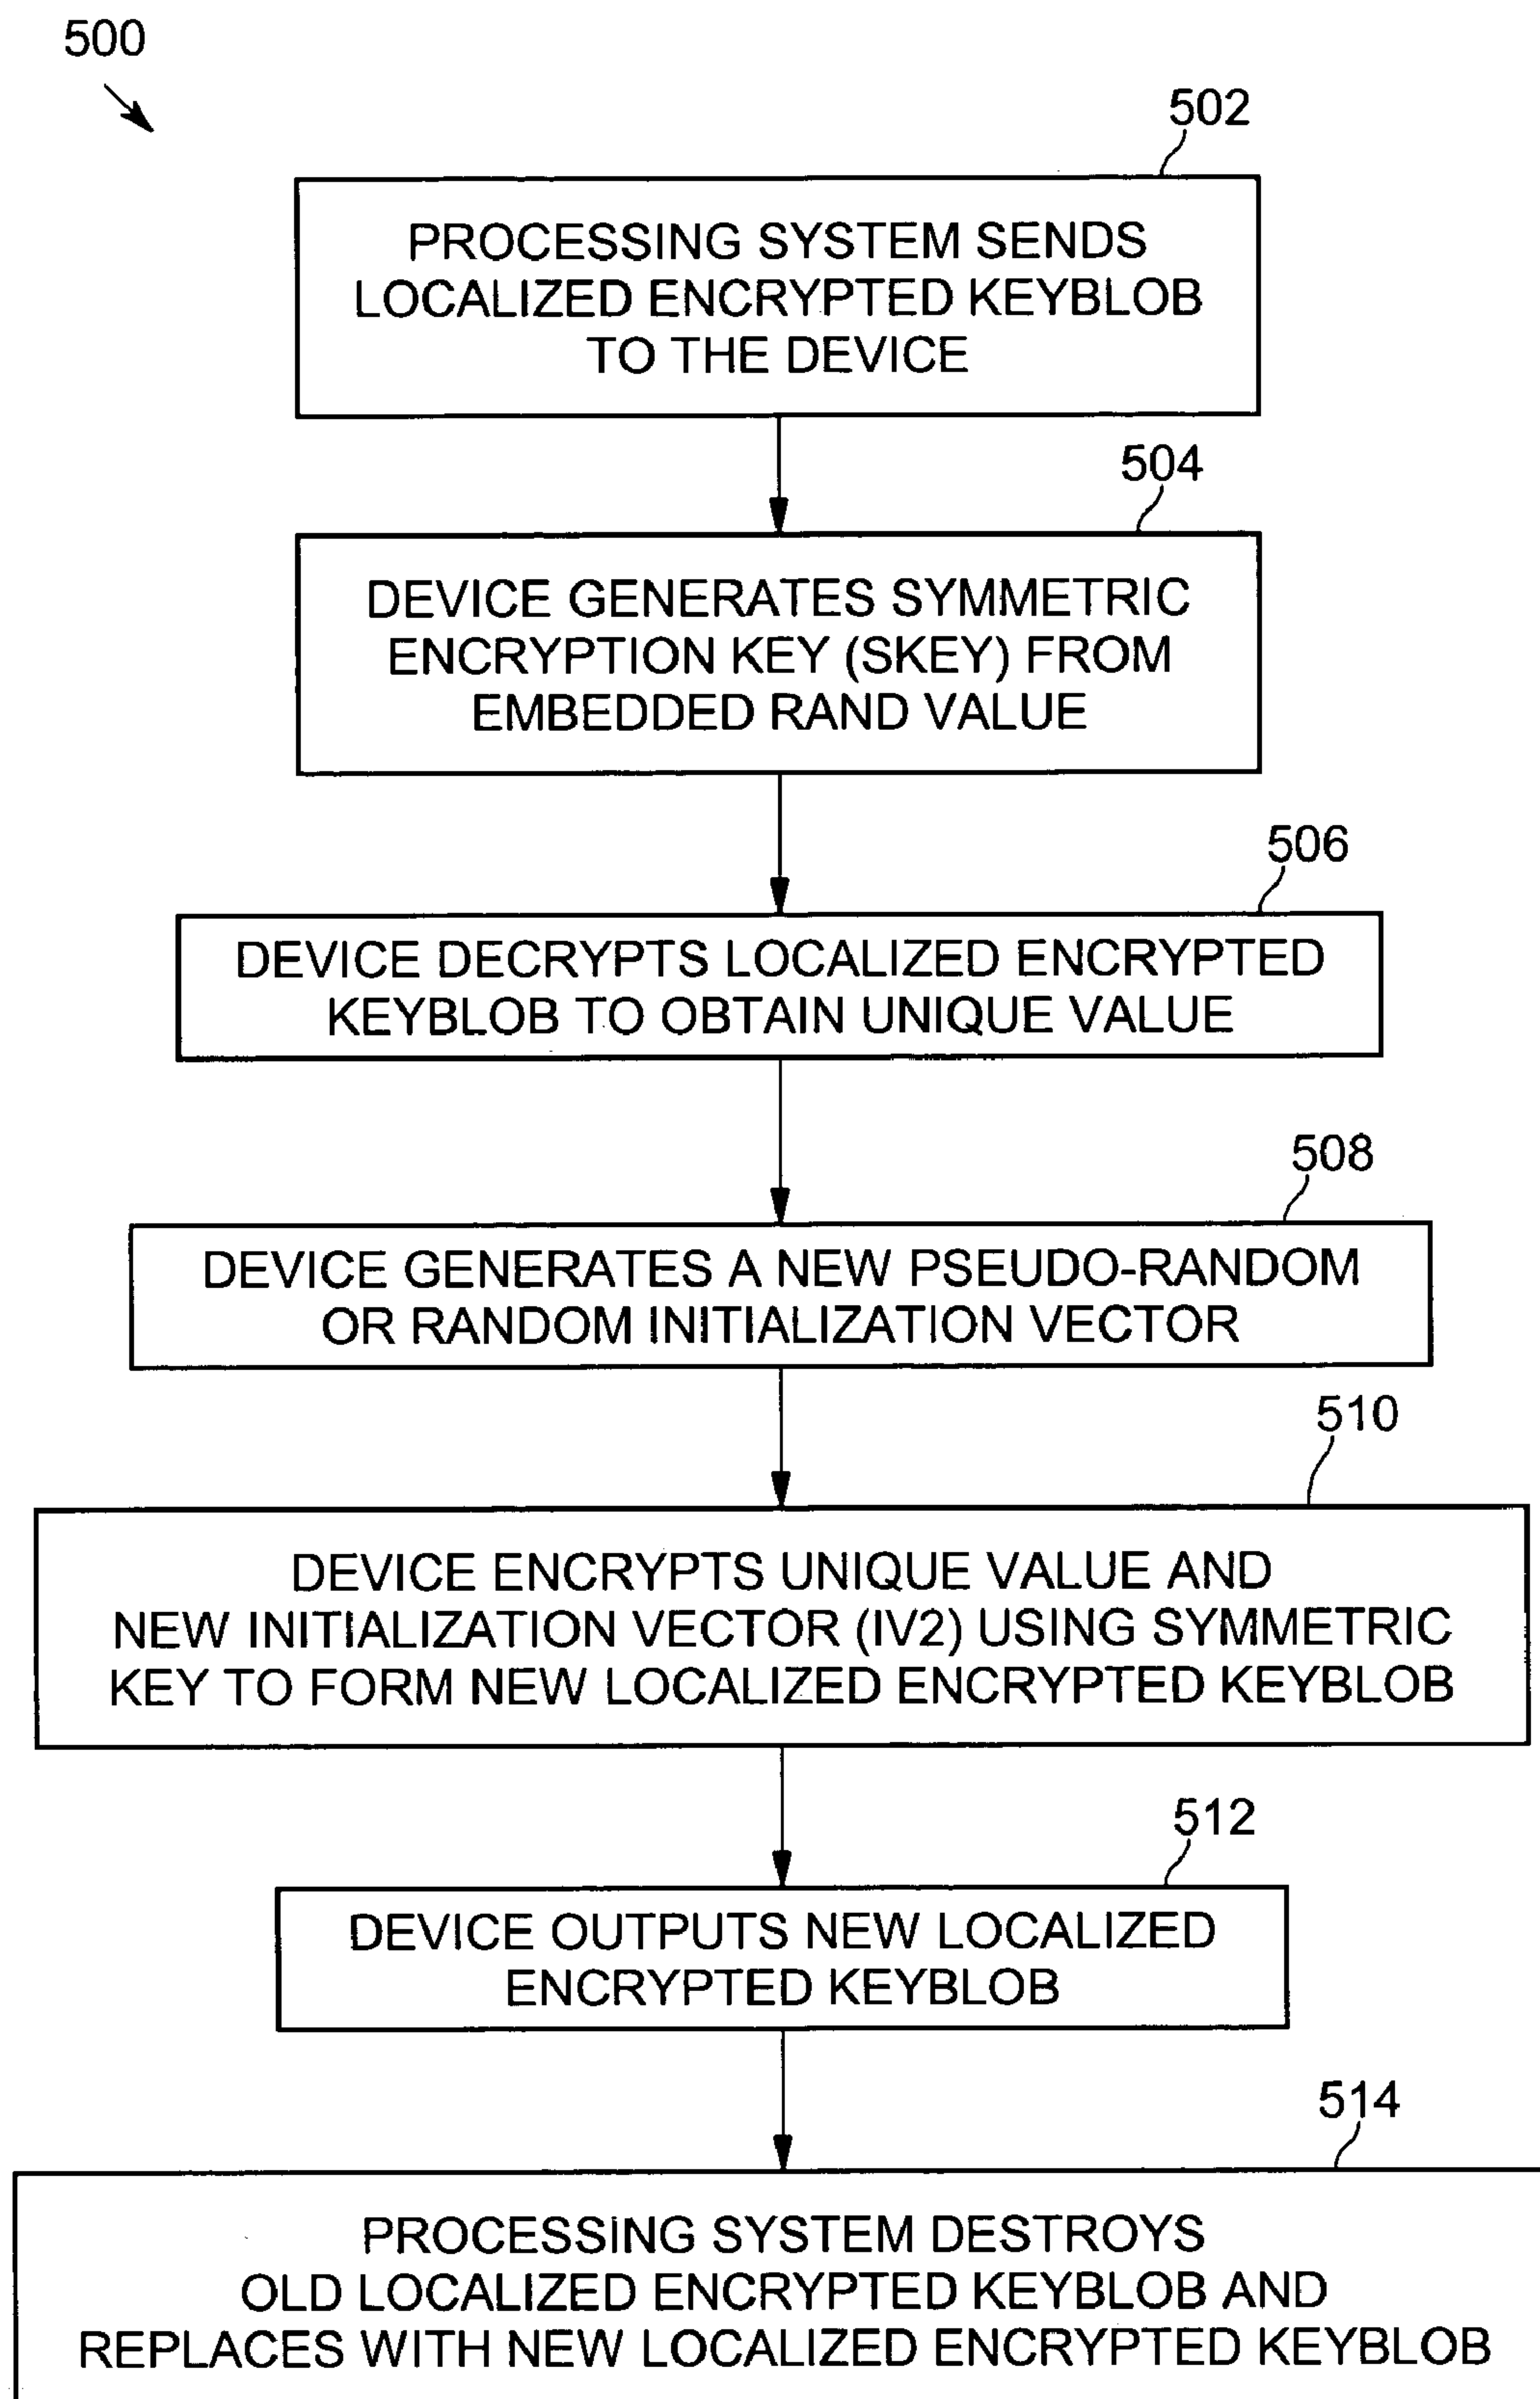 500
502
PROCESSING SYSTEM SENDS
LOCALIZED ENCRYPTED KEYBLOB
TO THE DEVICE
504
DEVICE GENERATES SYMMETRIC
ENCRYPTION KEY (SKEY) FROM
EMBEDDED RAND VALUE
506
DEVICE DECRYPTS LOCALIZED ENCRYPTED
KEYBLOB TO OBTAIN UNIQUE VALUE
508
DEVICE GENERATES A NEW PSEUDO-RANDOM
OR RANDOM INITIALIZATION VECTOR
510
DEVICE ENCRYPTS UNIQUE VALUE AND
NEW INITIALIZATION VECTOR (IV2) USING SYMMETRIC
KEY TO FORM NEW LOCALIZED ENCRYPTED KEYBLOB
512
DEVICE OUTPUTS NEW LOCALIZED
ENCRYPTED KEYBLOB
514
PROCESSING SYSTEM DESTROYS
OLD LOCALIZED ENCRYPTED KEYBLOB AND
REPLACES WITH NEW LOCALIZED ENCRYPTED KEYBLOB